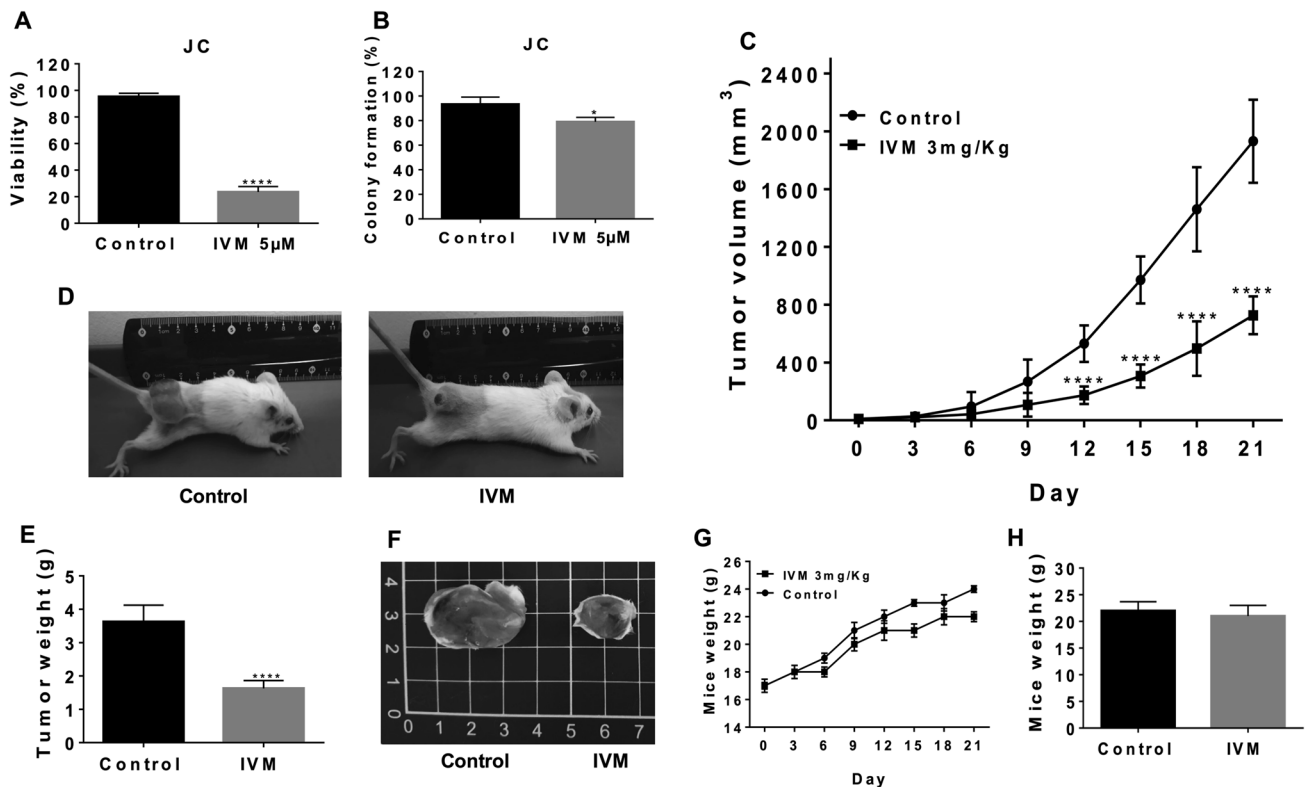 A
JC
Viability (%)
120
100
80
60
40
20
0
****
Control
IVM 5µM
B
JC
Colony formation (%)
120
100
80
60
40
20
0
*
Control
IVM 5µM
C
Tumor volume (mm³)
2400
2000
1600
1200
800
400
0
Control
IVM 3mg/Kg
****
****
****
****
0 3 6 9 12 15 18 21
Day
D
Control
IVM
E
Tumor weight (g)
5
4
3
2
1
0
****
Control
IVM
F
4
3
2
1
0
0 1 2 3 4 5 6 7
Control
IVM
G
Mice weight (g)
26
24
22
20
18
16
14
IVM 3mg/Kg
Control
0 3 6 9 12 15 18 21
Day
H
Mice weight (g)
30
25
20
15
10
5
0
Control
IVM